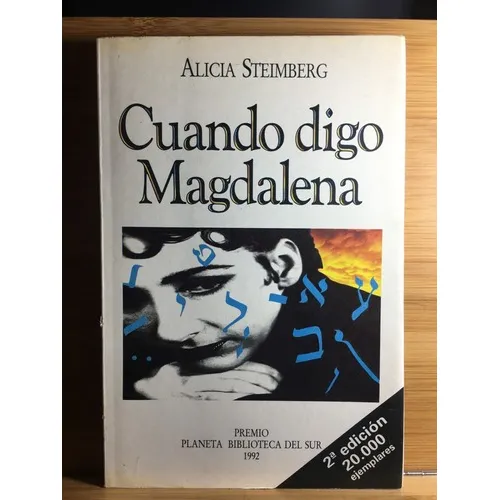 ALICIA STEIMBERG
Cuando digo
Magdalena
PREMIO
PLANETA BIBLIOTECA DEL SUR
1992
2ª edición
20.000
ejemplares